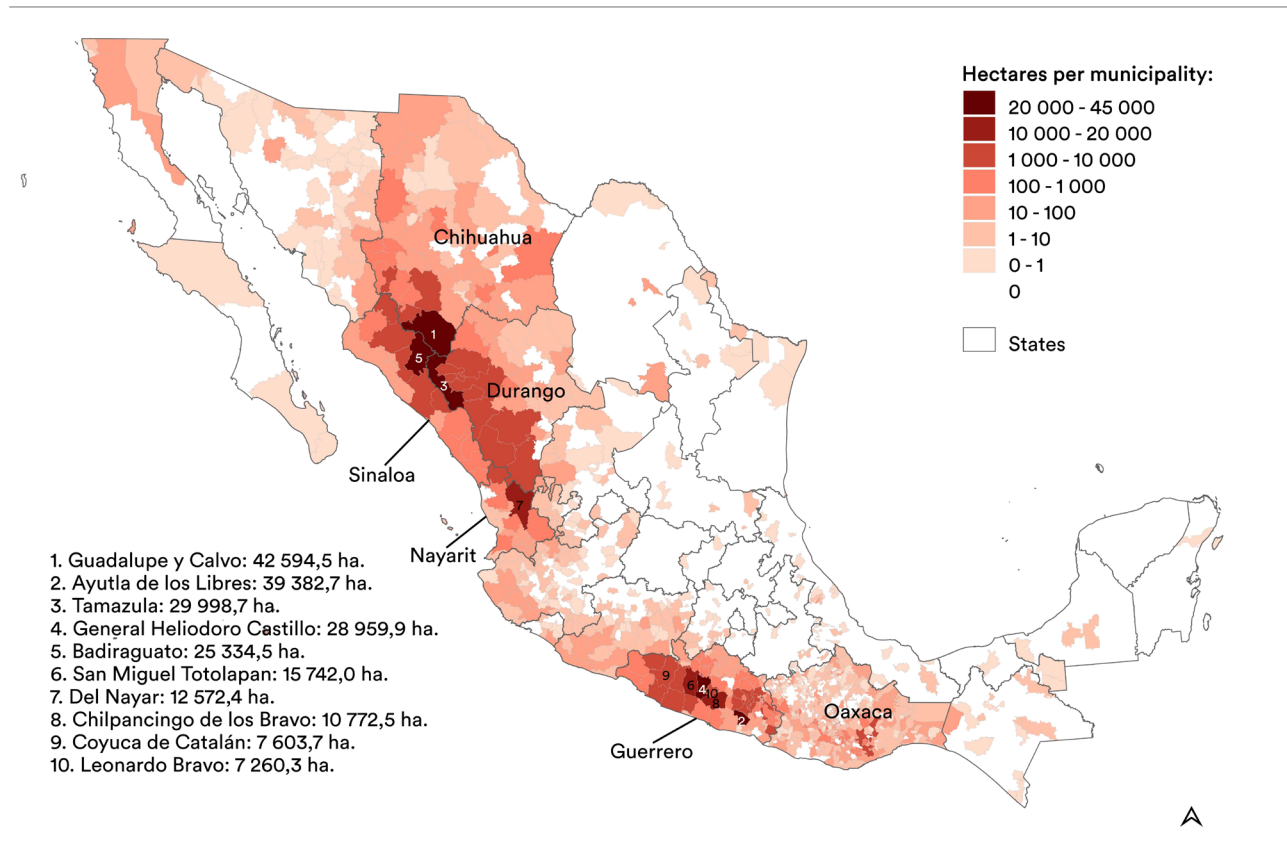 Hectares per municipality:
20 000 - 45 000
10 000 - 20 000
1 000 - 10 000
100 - 1 000
10 - 100
1 - 10
0 - 1
0
States
Chihuahua
1
5
3
Durango
Sinaloa
7
Nayarit
9
6
4
10
8
2
Oaxaca
Guerrero
1. Guadalupe y Calvo: 42 594,5 ha.
2. Ayutla de los Libres: 39 382,7 ha.
3. Tamazula: 29 998,7 ha.
4. General Heliodoro Castillo: 28 959,9 ha.
5. Badiraguato: 25 334,5 ha.
6. San Miguel Totolapan: 15 742,0 ha.
7. Del Nayar: 12 572,4 ha.
8. Chilpancingo de los Bravo: 10 772,5 ha.
9. Coyuca de Catalán: 7 603,7 ha.
10. Leonardo Bravo: 7 260,3 ha.